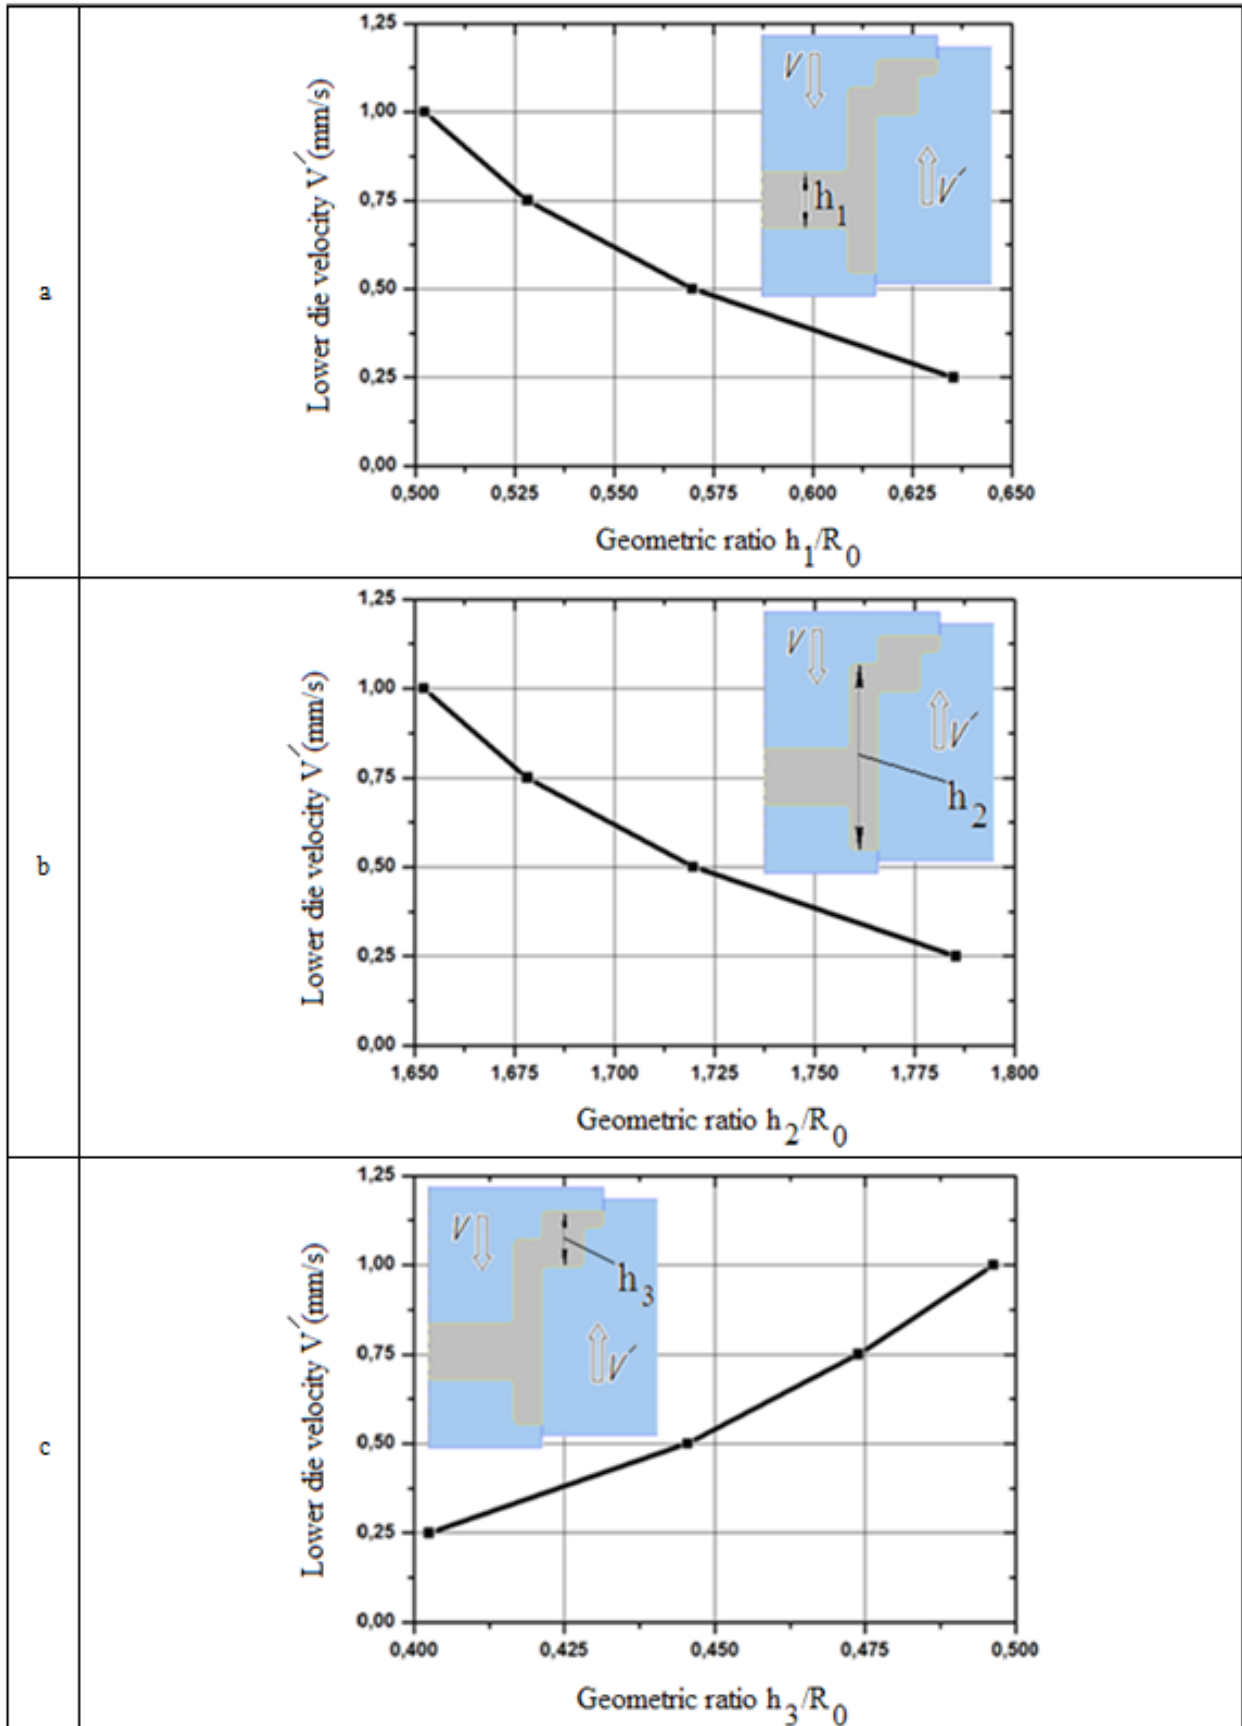 a
Lower die velocity V´(mm/s)
1,25
1,00
0,75
0,50
0,25
0,00
0,500 0,525 0,550 0,575 0,600 0,625 0,650
Geometric ratio h1/R0
V
h1
V´
b
Lower die velocity V´(mm/s)
1,25
1,00
0,75
0,50
0,25
0,00
1,650 1,675 1,700 1,725 1,750 1,775 1,800
Geometric ratio h2/R0
V
V´
h2
c
Lower die velocity V´(mm/s)
1,25
1,00
0,75
0,50
0,25
0,00
0,400 0,425 0,450 0,475 0,500
Geometric ratio h3/R0
V
h3
V´